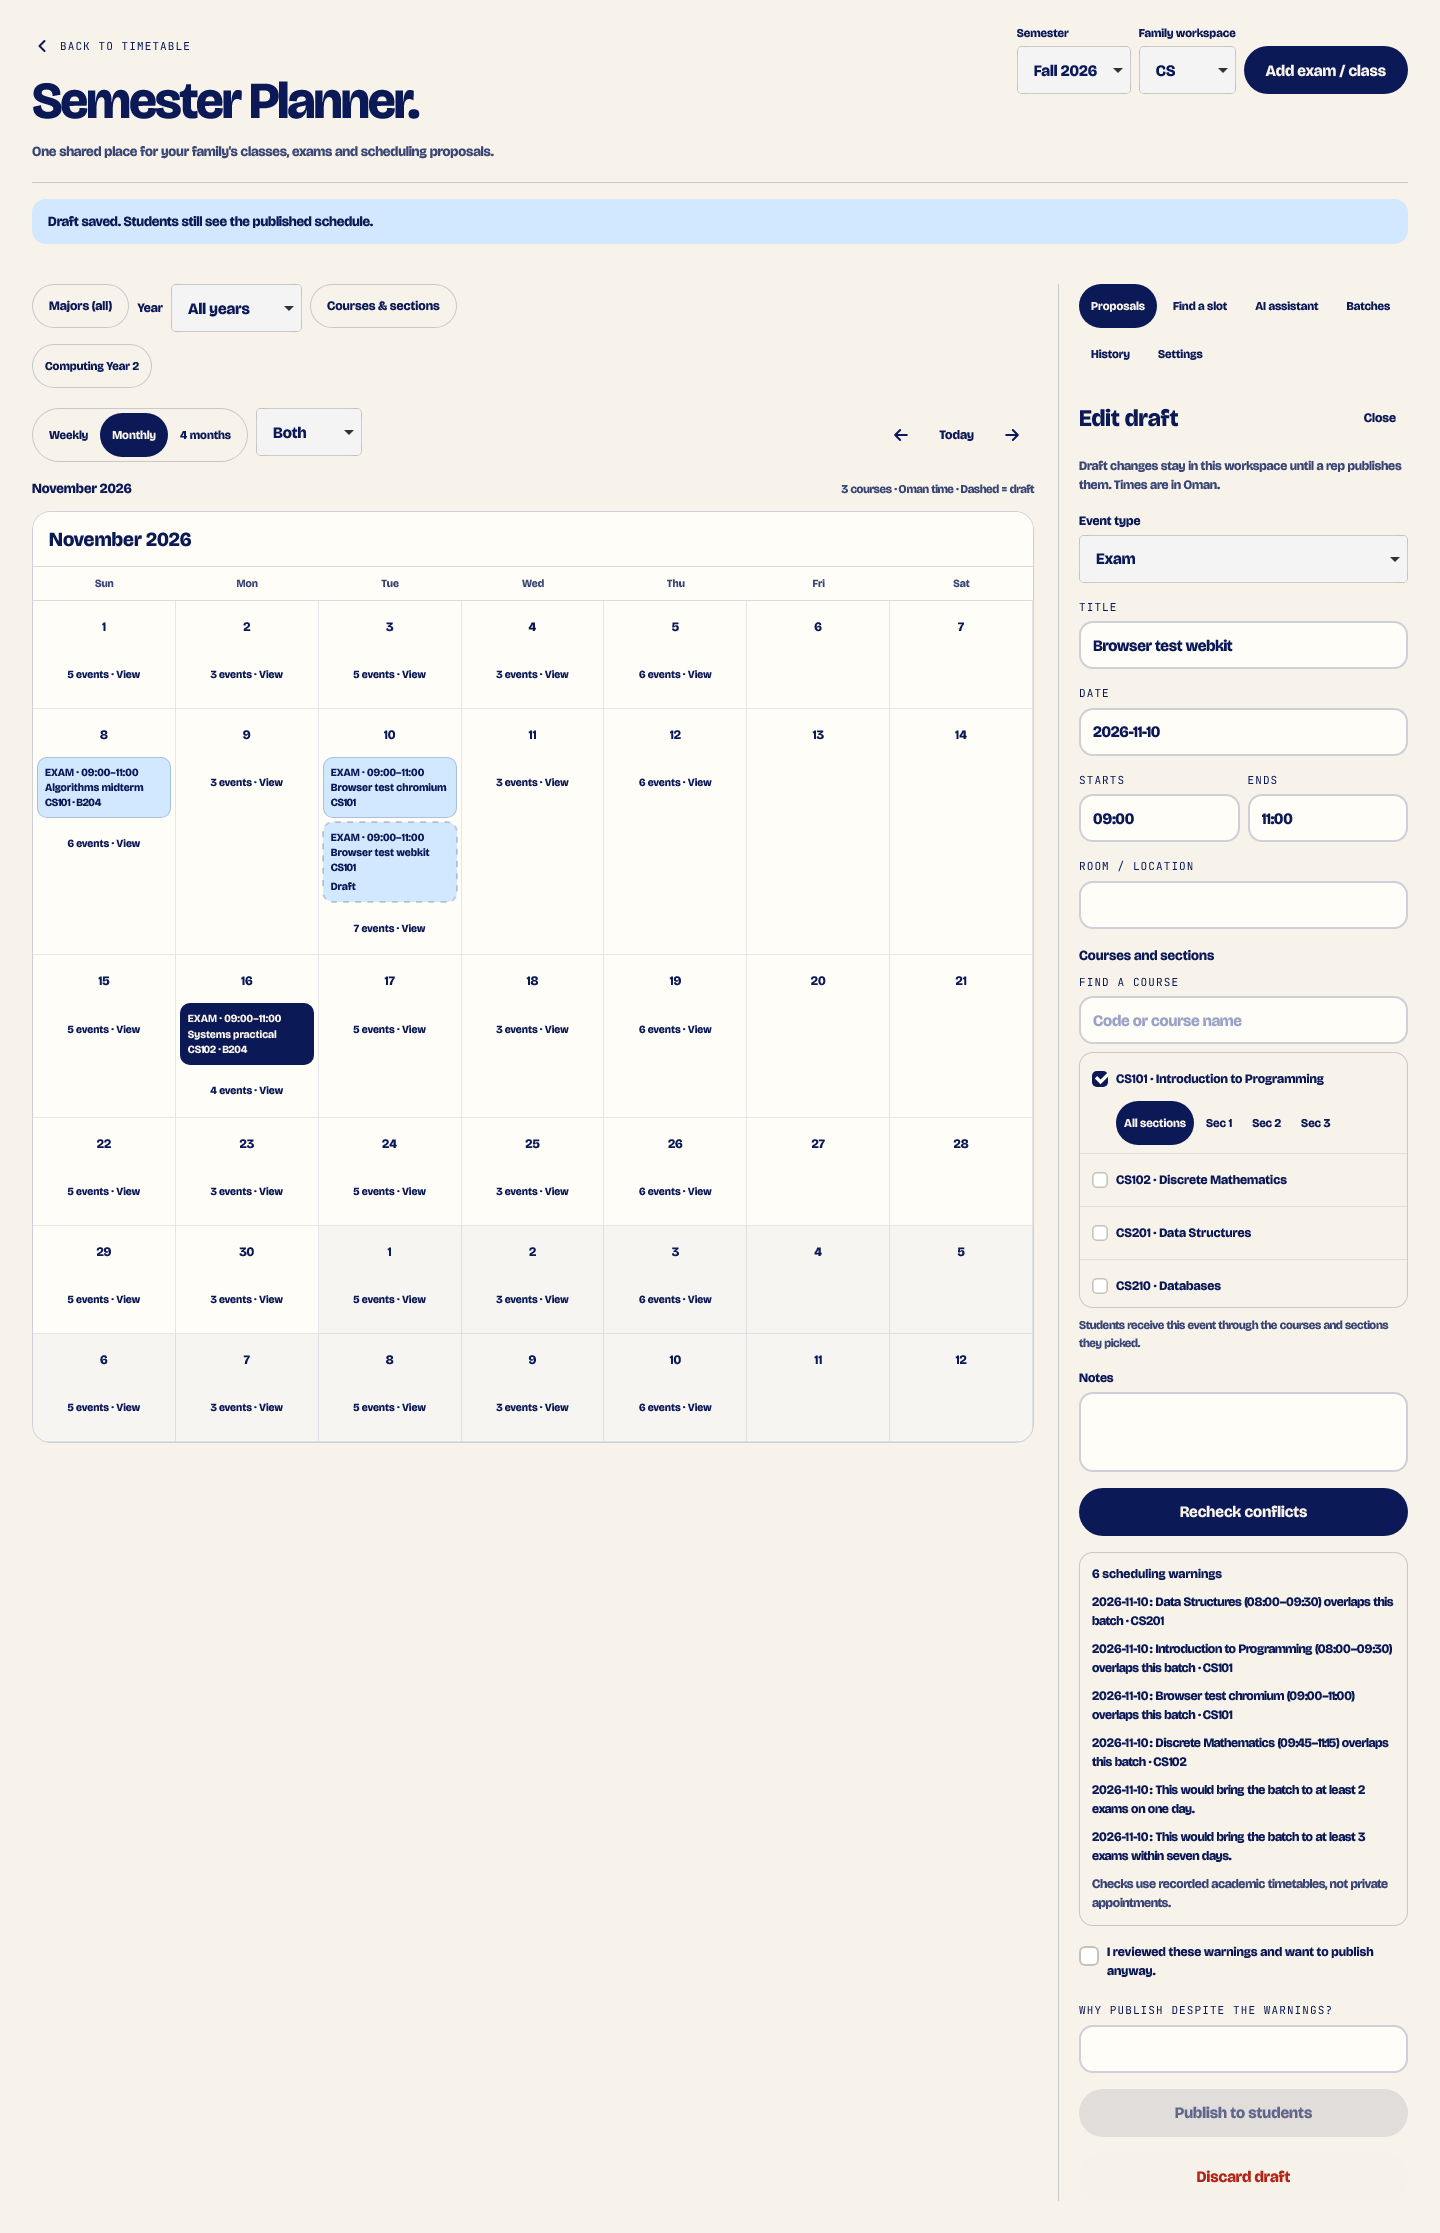 BACK TO TIMETABLE
Semester Planner.
One shared place for your family's classes, exams and scheduling proposals.
Semester
Fall 2026
Family workspace
CS
Add exam / class
Draft saved. Students still see the published schedule.
Majors (all)
Year
All years
Courses & sections
Computing Year 2
Weekly
Monthly
4 months
Both
Today
November 2026
3 courses · Oman time · Dashed = draft
November 2026
Sun Mon Tue Wed Thu Fri Sat
1 2 3 4 5 6 7
5 events · View
3 events · View
5 events · View
3 events · View
6 events · View
8 9 10 11 12 13 14
EXAM · 09:00–11:00
Algorithms midterm
CS101 · B204
6 events · View
3 events · View
EXAM · 09:00–11:00
Browser test chromium
CS101
EXAM · 09:00–11:00
Browser test webkit
CS101
Draft
7 events · View
3 events · View
6 events · View
15 16 17 18 19 20 21
5 events · View
EXAM · 09:00–11:00
Systems practical
CS102 · B204
4 events · View
5 events · View
3 events · View
6 events · View
22 23 24 25 26 27 28
5 events · View
3 events · View
5 events · View
3 events · View
6 events · View
29 30 1 2 3 4 5
5 events · View
3 events · View
5 events · View
3 events · View
6 events · View
6 7 8 9 10 11 12
5 events · View
3 events · View
5 events · View
3 events · View
6 events · View
Proposals
Find a slot
AI assistant
Batches
History
Settings
Edit draft
Close
Draft changes stay in this workspace until a rep publishes
them. Times are in Oman.
Event type
Exam
TITLE
Browser test webkit
DATE
2026-11-10
STARTS
09:00
ENDS
11:00
ROOM / LOCATION
Courses and sections
FIND A COURSE
Code or course name
CS101 · Introduction to Programming
All sections
Sec 1
Sec 2
Sec 3
CS102 · Discrete Mathematics
CS201 · Data Structures
CS210 · Databases
Students receive this event through the courses and sections
they picked.
Notes
Recheck conflicts
6 scheduling warnings
2026-11-10: Data Structures (08:00–09:30) overlaps this
batch · CS201
2026-11-10: Introduction to Programming (08:00–09:30)
overlaps this batch · CS101
2026-11-10: Browser test chromium (09:00–11:00)
overlaps this batch · CS101
2026-11-10: Discrete Mathematics (09:45–11:15) overlaps
this batch · CS102
2026-11-10: This would bring the batch to at least 2
exams on one day.
2026-11-10: This would bring the batch to at least 3
exams within seven days.
Checks use recorded academic timetables, not private
appointments.
I reviewed these warnings and want to publish
anyway.
WHY PUBLISH DESPITE THE WARNINGS?
Publish to students
Discard draft